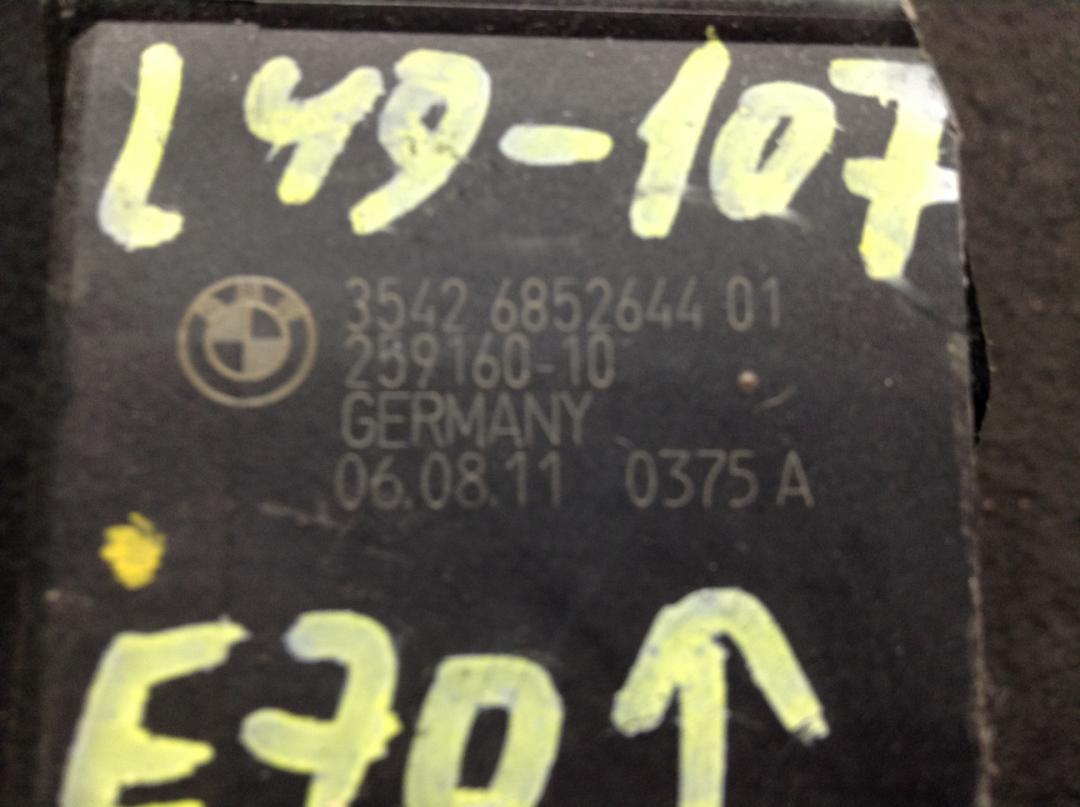 L49-107
3542 6852644 01
259160-10
GERMANY
06.08.11 0375 A
E70↑